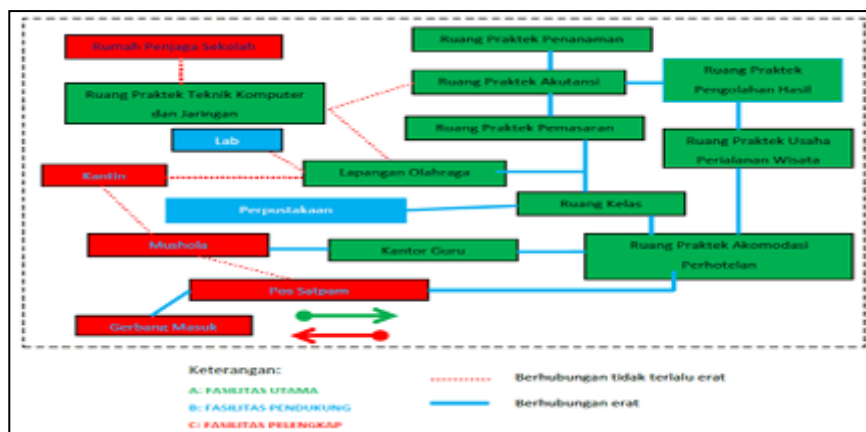 Rumah Penjaga Sekolah
Ruang Praktek Penanaman
Ruang Praktek Akutansi
Ruang Praktek
Pengolahan Hasil
Ruang Praktek Teknik Komputer
dan Jaringan
Ruang Praktek Pemasaran
Lab
Ruang Praktek Usaha
Perjalanan Wisata
Kantin
Lapangan Olahraga
Perpustakaan
Ruang Kelas
Mushola
Kantor Guru
Ruang Praktek Akomodasi
Perhotelan
Pos Satpam
Gerbang Masuk
Keterangan:
A: FASILITAS UTAMA
B: FASILITAS PENDUKUNG
C: FASILITAS PELENGKAP
Berhubungan tidak terlalu erat
Berhubungan erat